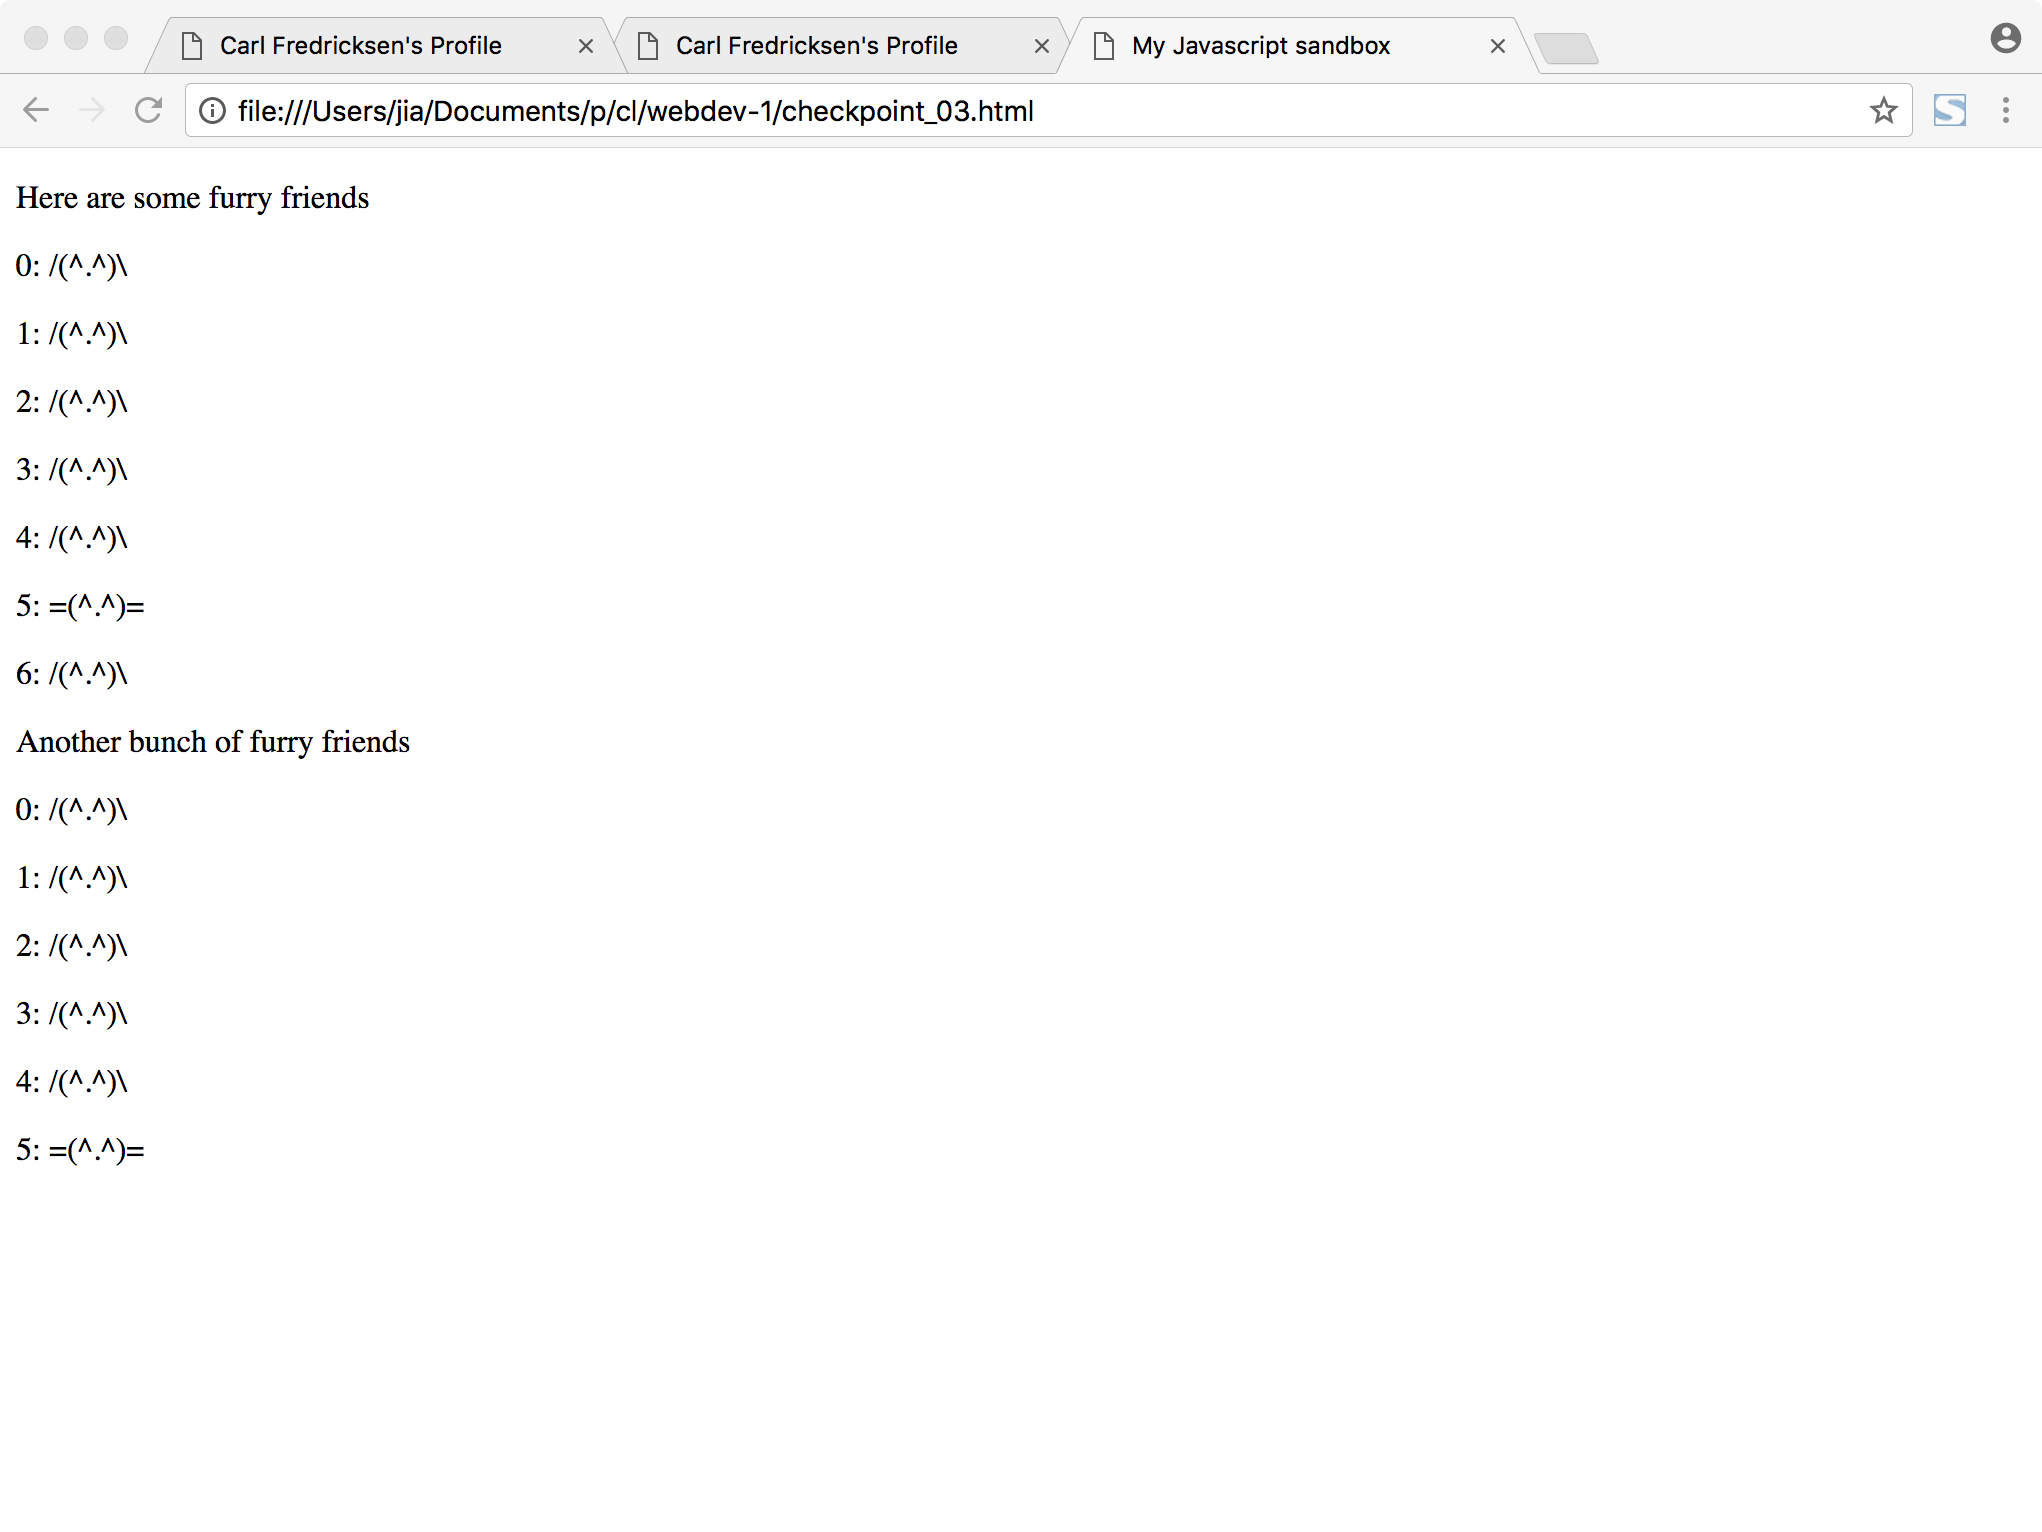 Carl Fredricksen's Profile
Carl Fredricksen's Profile
My Javascript sandbox
file:///Users/jia/Documents/p/cl/webdev-1/checkpoint_03.html
Here are some furry friends
0: /(^.^)\
1: /(^.^)\
2: /(^.^)\
3: /(^.^)\
4: /(^.^)\
5: =(^.^)=
6: /(^.^)\
Another bunch of furry friends
0: /(^.^)\
1: /(^.^)\
2: /(^.^)\
3: /(^.^)\
4: /(^.^)\
5: =(^.^)=